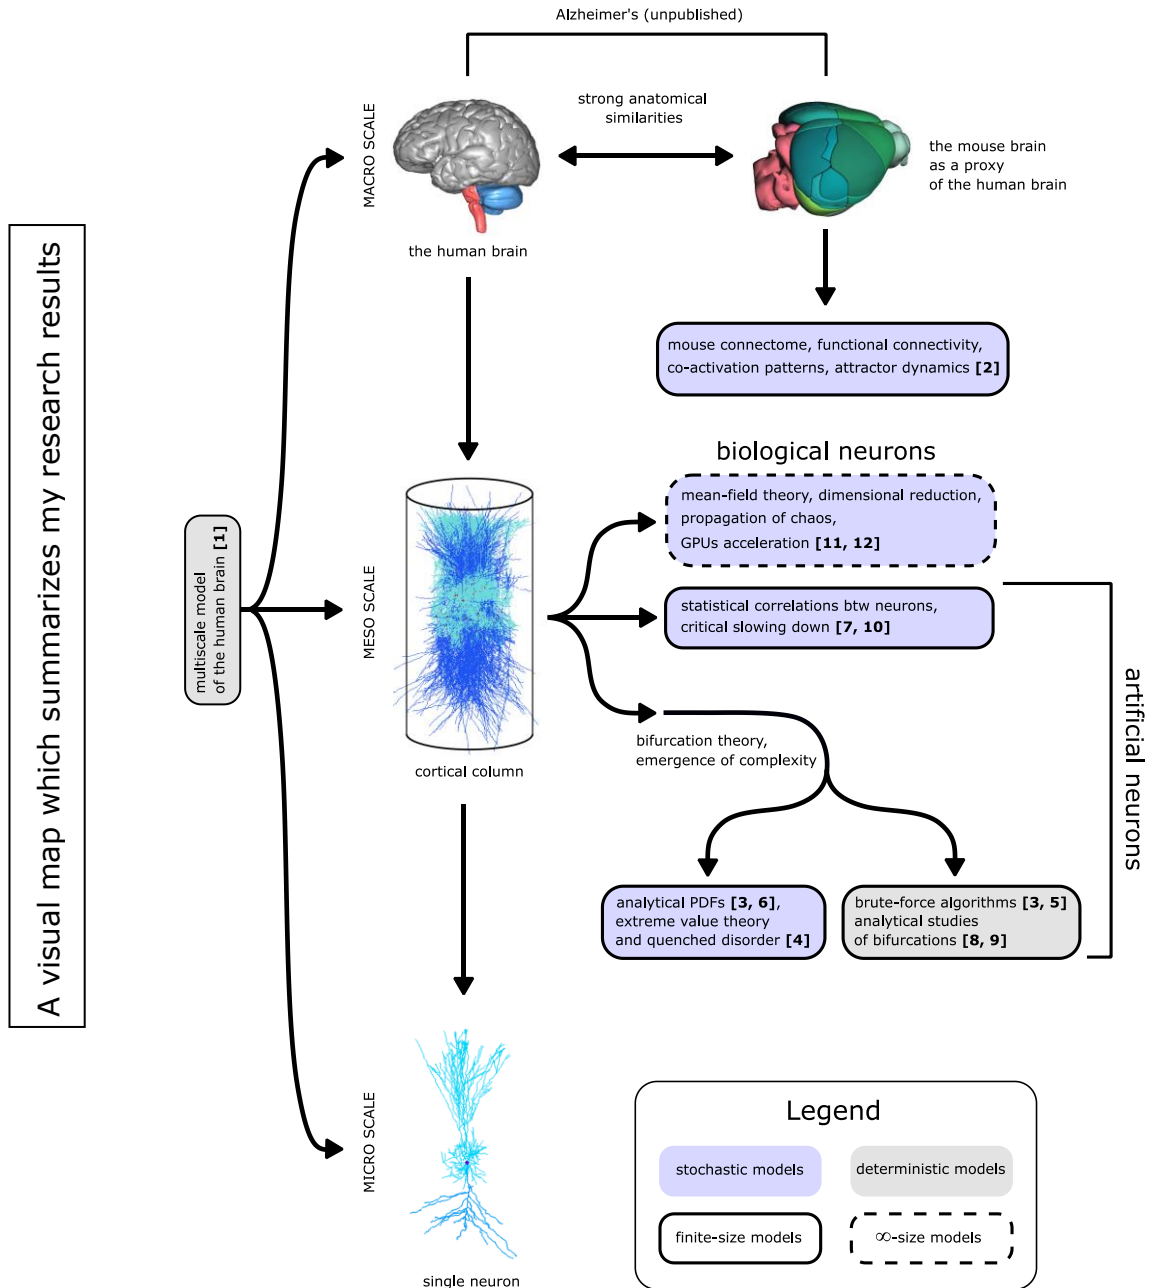 A visual map which summarizes my research results
Alzheimer's (unpublished)
MACRO SCALE
strong anatomical
similarities
the mouse brain
as a proxy
of the human brain
the human brain
mouse connectome, functional connectivity,
co-activation patterns, attractor dynamics [2]
multiscale model
of the human brain [1]
MESO SCALE
cortical column
biological neurons
mean-field theory, dimensional reduction,
propagation of chaos,
GPUs acceleration [11, 12]
statistical correlations btw neurons,
critical slowing down [7, 10]
bifurcation theory,
emergence of complexity
artificial neurons
analytical PDFs [3, 6],
extreme value theory
and quenched disorder [4]
brute-force algorithms [3, 5]
analytical studies
of bifurcations [8, 9]
MICRO SCALE
single neuron
Legend
stochastic models
deterministic models
finite-size models
∞-size models